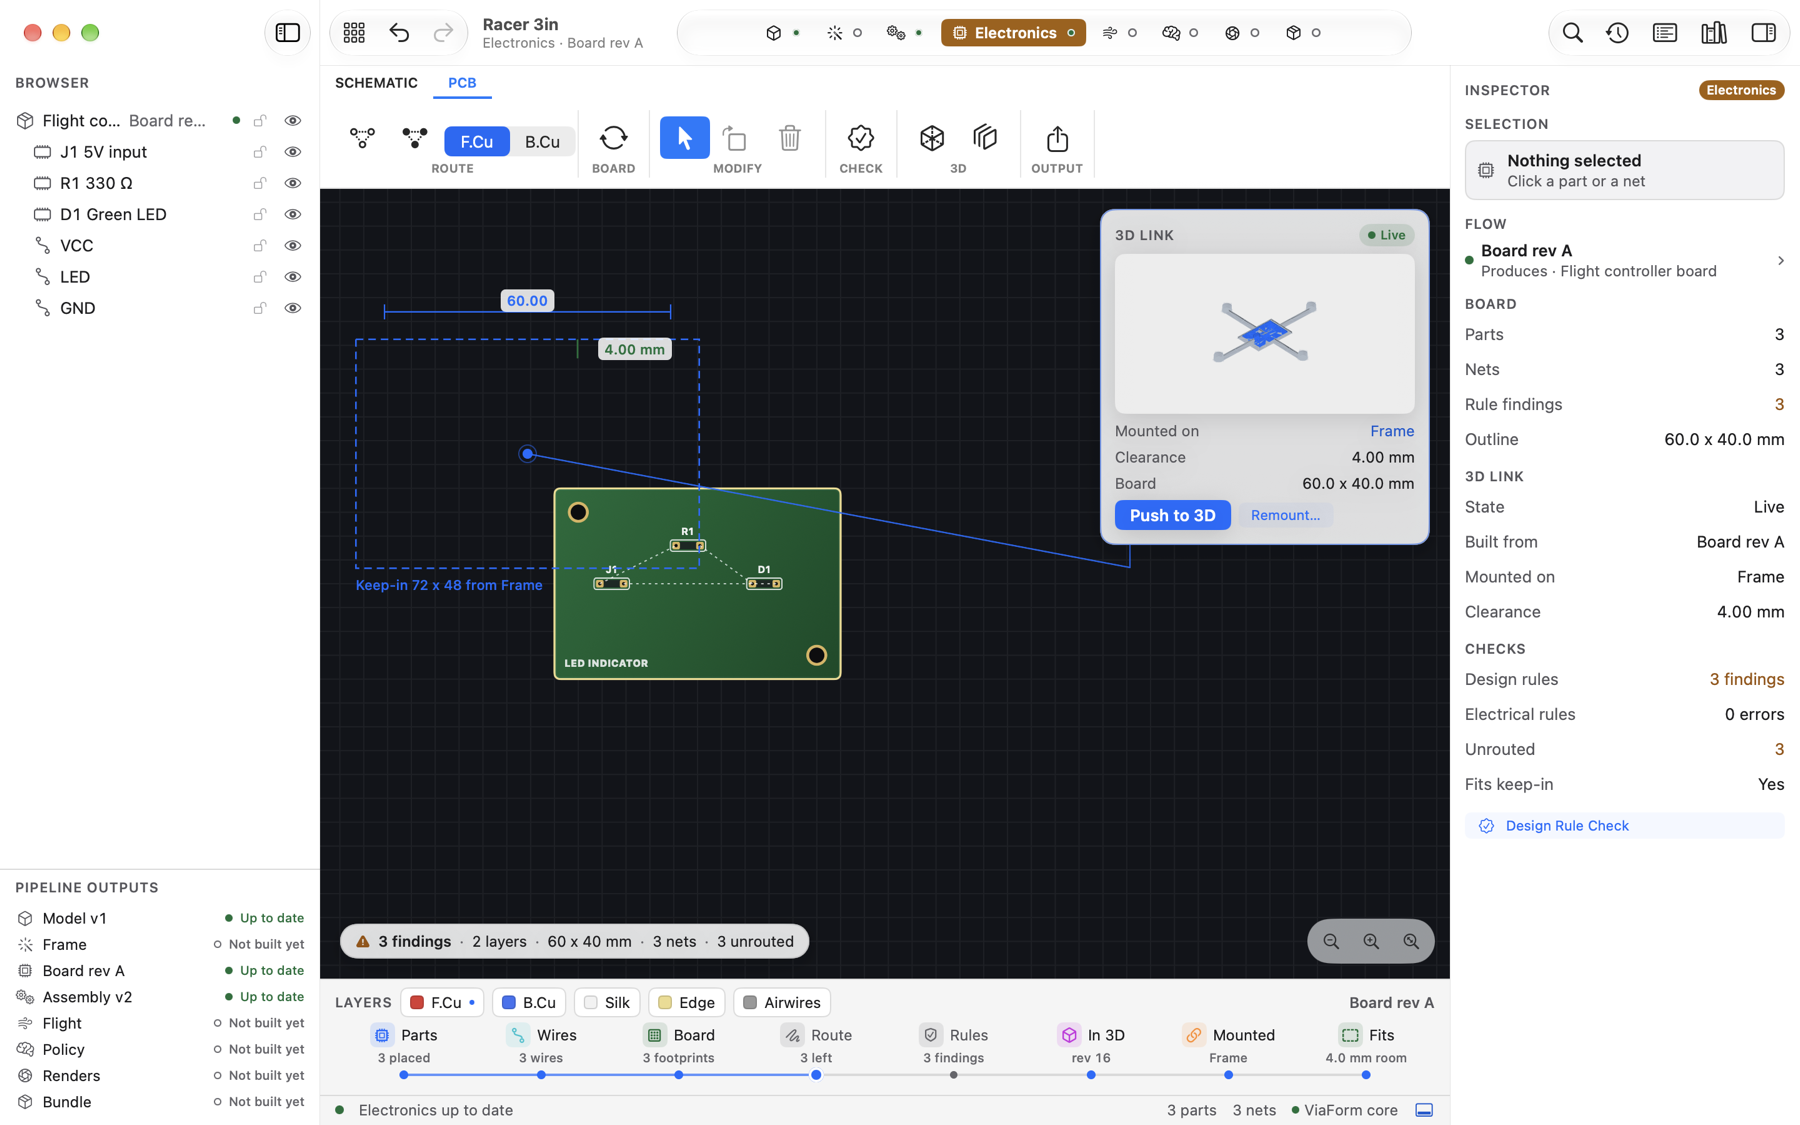 Racer 3in
Electronics · Board rev A
Electronics
BROWSER
Flight co... Board re...
J1 5V input
R1 330 Ω
D1 Green LED
VCC
LED
GND
PIPELINE OUTPUTS
Model v1 Up to date
Frame Not built yet
Board rev A Up to date
Assembly v2 Up to date
Flight Not built yet
Policy Not built yet
Renders Not built yet
Bundle Not built yet
SCHEMATIC PCB
F.Cu B.Cu
ROUTE BOARD MODIFY CHECK 3D OUTPUT
60.00
4.00 mm
Keep-in 72 x 48 from Frame
R1
J1
D1
LED INDICATOR
3D LINK Live
Mounted on Frame
Clearance 4.00 mm
Board 60.0 x 40.0 mm
Push to 3D Remount...
3 findings · 2 layers · 60 x 40 mm · 3 nets · 3 unrouted
LAYERS F.Cu B.Cu Silk Edge Airwires Board rev A
Parts Wires Board Route Rules In 3D Mounted Fits
3 placed 3 wires 3 footprints 3 left 3 findings rev 16 Frame 4.0 mm room
Electronics up to date 3 parts 3 nets ViaForm core
INSPECTOR Electronics
SELECTION
Nothing selected
Click a part or a net
FLOW
Board rev A
Produces · Flight controller board
BOARD
Parts 3
Nets 3
Rule findings 3
Outline 60.0 x 40.0 mm
3D LINK
State Live
Built from Board rev A
Mounted on Frame
Clearance 4.00 mm
CHECKS
Design rules 3 findings
Electrical rules 0 errors
Unrouted 3
Fits keep-in Yes
Design Rule Check